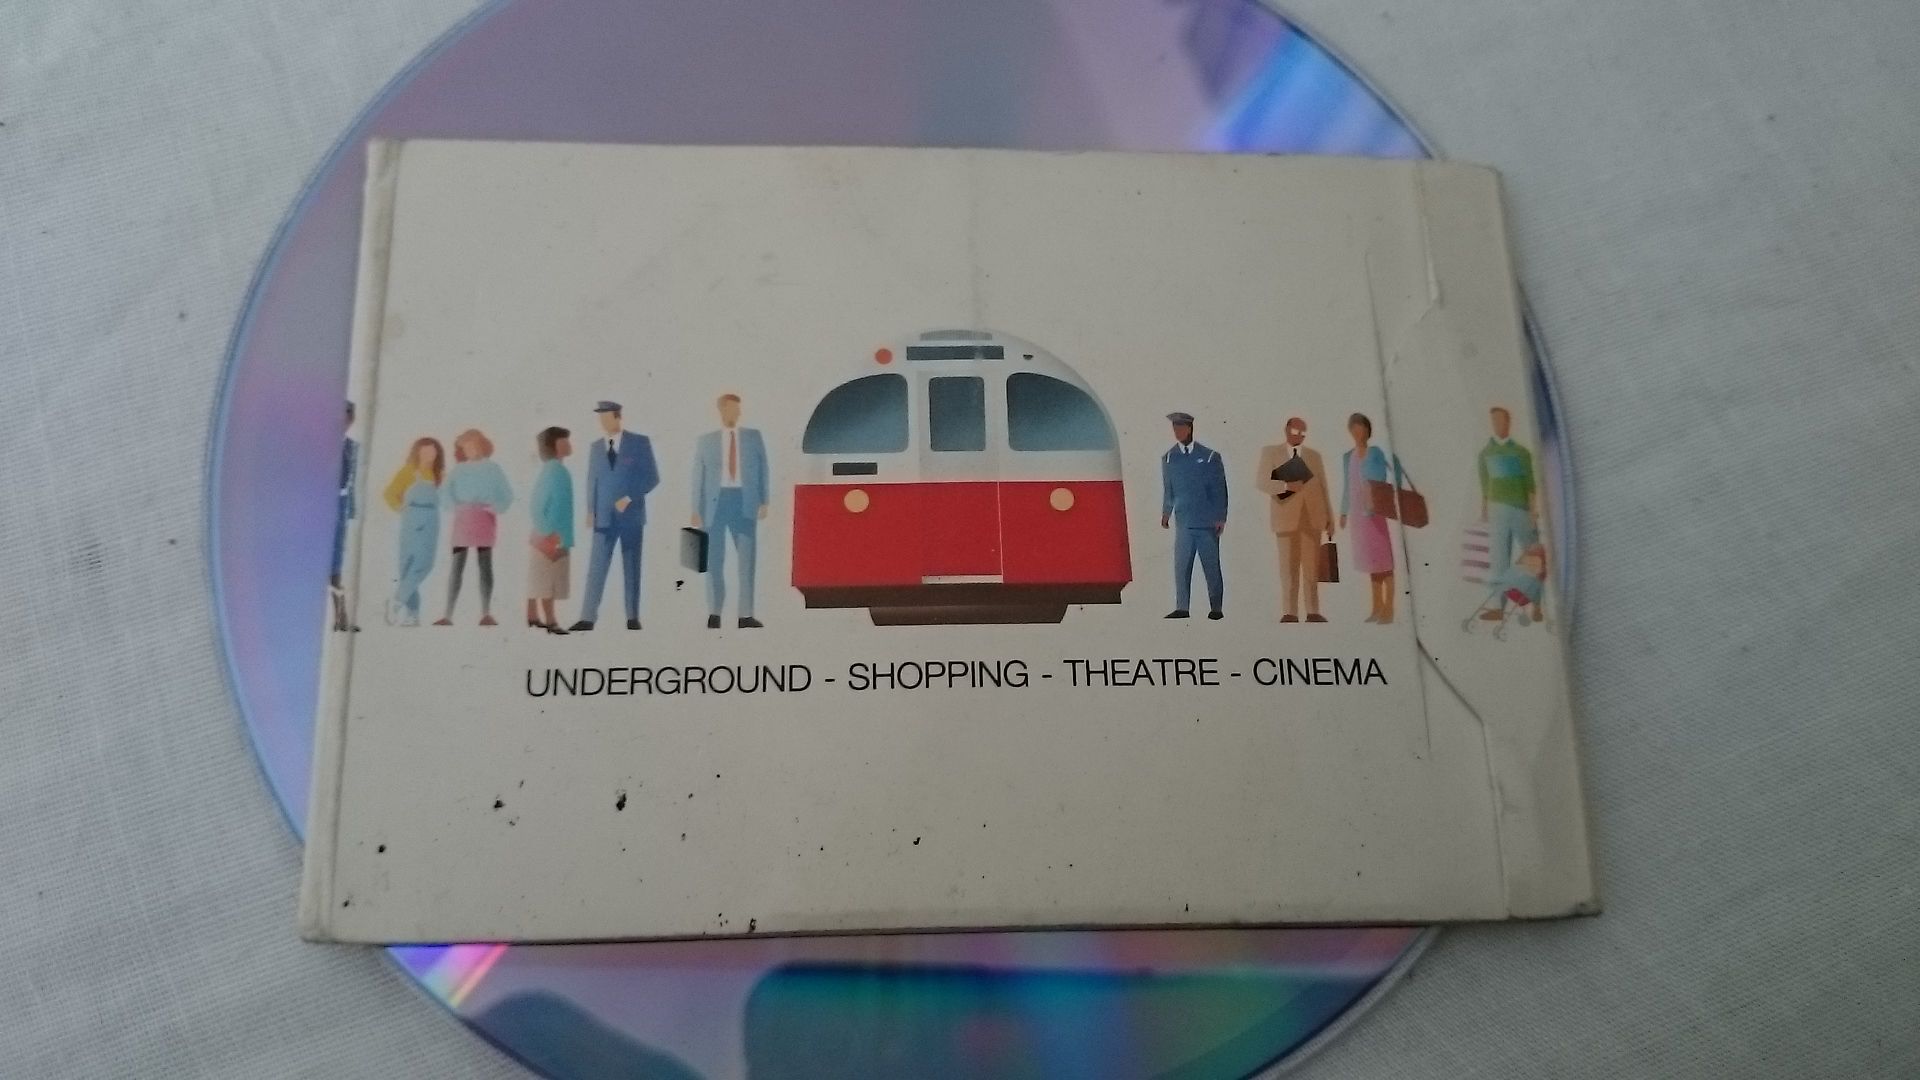 UNDERGROUND - SHOPPING - THEATRE - CINEMA